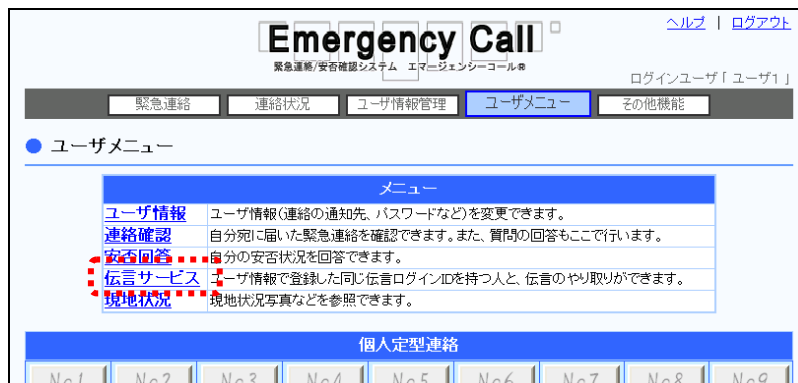 Emergency Call
緊急連絡/安否確認システム エマージェンシーコール®
ヘルプ | ログアウト
ログインユーザ「 ユーザ1 」
緊急連絡 連絡状況 ユーザ情報管理 ユーザメニュー その他機能
ユーザメニュー
メニュー
ユーザ情報 ユーザ情報(連絡の通知先、パスワードなど)を変更できます。
連絡確認 自分宛に届いた緊急連絡を確認できます。また、質問の回答もここで行います。
安否回答 自分の安否状況を回答できます。
伝言サービス ユーザ情報で登録した同じ伝言ログインIDを持つ人と、伝言のやり取りができます。
現地状況 現地状況写真などを参照できます。
個人定型連絡
No1 No2 No3 No4 No5 No6 No7 No8 No9